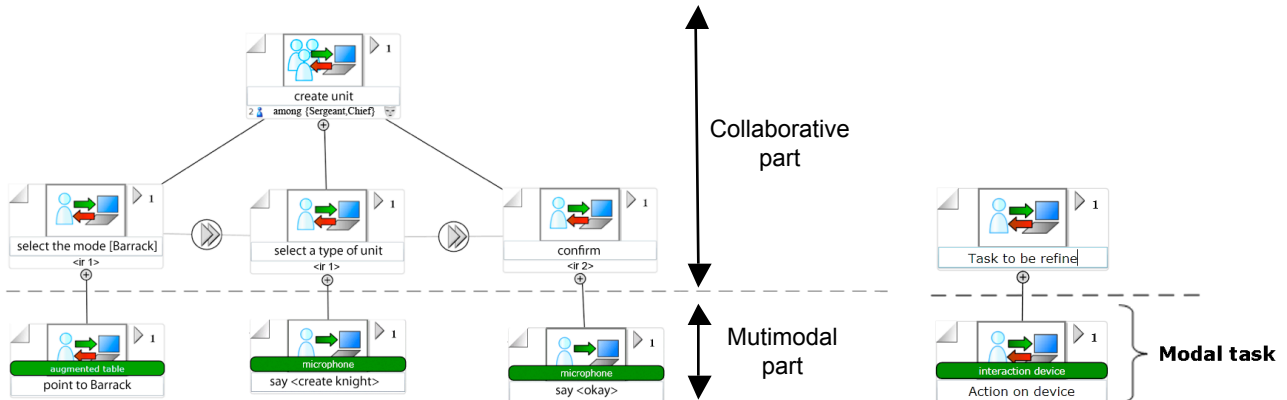 1
create unit
2 among {Sergeant,Chief}
Collaborative
part
1
select the mode [Barrack]
<ir 1>
1
select a type of unit
<ir 1>
1
confirm
<ir 2>
1
Task to be refine
1
augmented table
point to Barrack
1
microphone
say <create knight>
1
microphone
say <okay>
Mutimodal
part
1
interaction device
Action on device
Modal task